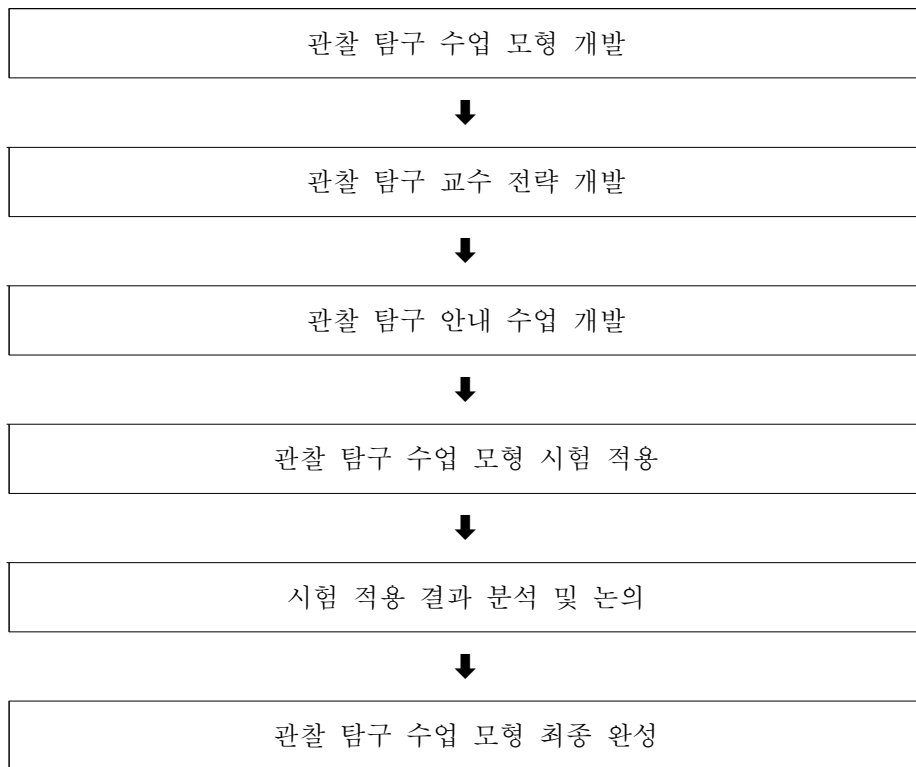 관찰 탐구 수업 모형 개발
관찰 탐구 교수 전략 개발
관찰 탐구 안내 수업 개발
관찰 탐구 수업 모형 시험 적용
시험 적용 결과 분석 및 논의
관찰 탐구 수업 모형 최종 완성